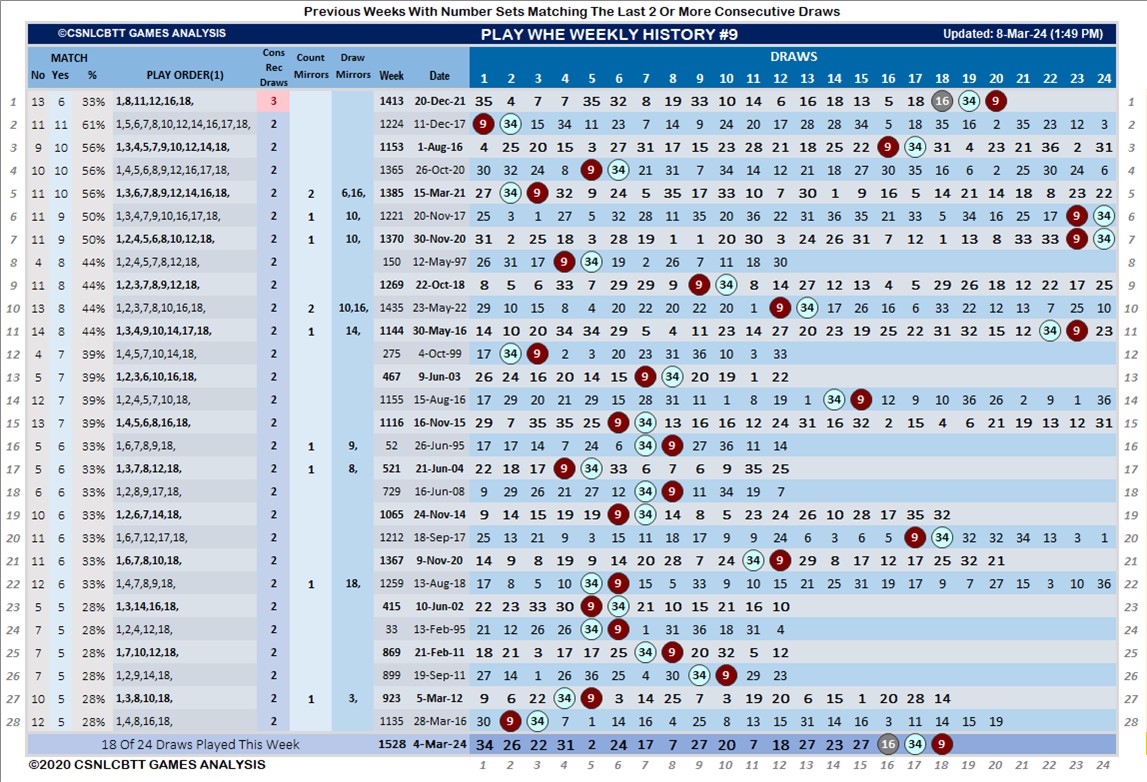 Previous Weeks With Number Sets Matching The Last 2 Or More Consecutive Draws
©CSNLCBTT GAMES ANALYSIS PLAY WHE WEEKLY HISTORY #9 Updated: 8-Mar-24 (1:49 PM)
MATCH Cons Rec Draws Count Mirrors Draw Mirrors DRAWS
No Yes % PLAY ORDER(1) Week Date 1 2 3 4 5 6 7 8 9 10 11 12 13 14 15 16 17 18 19 20 21 22 23 24
1 13 6 33% 1,8,11,12,16,18, 3 1413 20-Dec-21 35 4 7 7 35 32 8 19 33 10 14 6 16 18 13 5 18 16 34 9 1
2 11 11 61% 1,5,6,7,8,10,12,14,16,17,18, 2 1224 11-Dec-17 9 34 15 34 11 23 7 14 9 24 20 17 28 28 34 5 18 35 16 2 35 23 12 3 2
3 9 10 56% 1,3,4,5,7,9,10,12,14,18, 2 1153 1-Aug-16 4 25 20 15 3 27 31 17 15 23 28 21 18 25 22 9 34 31 4 23 21 36 2 31 3
4 10 10 56% 1,4,5,6,8,9,12,16,17,18, 2 1365 26-Oct-20 30 32 24 8 9 34 21 31 7 34 14 12 21 18 27 30 35 16 6 2 25 30 24 6 4
5 11 10 56% 1,3,6,7,8,9,12,14,16,18, 2 2 6,16, 1385 15-Mar-21 27 34 9 32 9 24 5 35 17 33 10 7 30 1 9 16 5 14 21 14 18 8 23 22 5
6 11 9 50% 1,3,4,7,9,10,16,17,18, 2 1 10, 1221 20-Nov-17 25 3 1 27 5 32 28 11 35 20 36 22 31 36 35 21 33 5 34 16 25 17 9 34 6
7 11 9 50% 1,2,4,5,6,8,10,12,18, 2 1 10, 1370 30-Nov-20 31 2 25 18 3 28 19 1 1 20 30 3 24 26 31 7 12 1 13 8 33 33 9 34 7
8 4 8 44% 1,2,4,5,7,8,12,18, 2 150 12-May-97 26 31 17 9 34 19 2 26 7 11 18 30 8
9 11 8 44% 1,2,3,7,8,9,12,18, 2 1269 22-Oct-18 8 5 6 33 7 29 29 9 9 34 8 14 27 12 13 4 5 29 26 18 12 22 17 25 9
10 13 8 44% 1,2,3,7,8,10,16,18, 2 2 10,16, 1435 23-May-22 29 10 15 8 4 20 22 20 22 20 1 9 34 17 26 16 6 33 22 12 13 7 25 10 10
11 14 8 44% 1,3,4,9,10,14,17,18, 2 1 14, 1144 30-May-16 14 10 20 34 34 29 5 4 11 23 14 27 20 23 15 19 25 22 31 32 15 12 34 9 23 11
12 4 7 39% 1,4,5,7,10,14,18, 2 275 4-Oct-99 17 34 9 2 3 20 23 31 36 10 3 33 12
13 5 7 39% 1,2,3,6,10,16,18, 2 467 9-Jun-03 26 24 16 20 14 15 9 34 20 19 1 22 13
14 12 7 39% 1,2,4,5,7,10,18, 2 1155 15-Aug-16 17 29 20 21 29 15 28 31 11 1 8 19 1 34 9 12 9 10 36 26 2 9 1 36 14
15 13 7 39% 1,4,5,6,8,16,18, 2 1116 16-Nov-15 29 7 35 35 25 9 34 13 16 16 15 12 24 31 16 32 2 15 4 6 21 19 13 12 31 15
16 5 6 33% 1,6,7,8,9,18, 2 1 9, 52 26-Jun-95 17 17 14 7 24 6 34 9 27 36 11 14 16
17 5 6 33% 1,3,7,8,12,18, 2 1 8, 521 21-Jun-04 22 18 17 9 34 33 6 7 6 9 35 25 17
18 6 6 33% 1,2,8,9,17,18, 2 729 16-Jun-08 9 29 26 21 27 12 34 9 11 34 19 7 18
19 10 6 33% 1,2,6,7,14,18, 2 1065 24-Nov-14 9 14 15 19 19 9 34 14 8 5 23 13 24 26 10 28 17 35 32 19
20 11 6 33% 1,6,7,12,17,18, 2 1212 18-Sep-17 25 13 21 9 3 15 11 18 17 9 9 24 6 3 6 5 9 34 32 32 34 13 3 1 20
21 11 6 33% 1,6,7,8,10,18, 2 1367 9-Nov-20 14 9 8 19 9 14 20 28 7 24 34 9 29 8 17 12 17 25 32 21 21
22 12 6 33% 1,4,7,8,9,18, 2 1 18, 1259 13-Aug-18 17 8 5 10 34 9 15 5 33 9 10 15 21 25 31 19 17 9 7 27 15 3 10 36 22
23 5 5 28% 1,3,14,16,18, 2 415 10-Jun-02 22 23 33 30 9 34 21 10 15 21 16 10 23
24 7 5 28% 1,2,4,12,18, 2 33 13-Feb-95 21 12 26 26 34 9 1 31 36 18 31 4 24
25 7 5 28% 1,7,10,12,18, 2 869 21-Feb-11 18 21 3 17 17 25 34 9 20 32 5 12 25
26 7 5 28% 1,2,9,14,18, 2 899 19-Sep-11 27 14 1 26 36 25 4 30 34 9 29 23 26
27 10 5 28% 1,3,8,10,18, 2 1 3, 923 5-Mar-12 9 6 22 34 9 3 14 25 7 3 19 20 6 15 1 20 28 14 27
28 12 5 28% 1,4,8,16,18, 2 1135 28-Mar-16 30 9 34 7 1 14 16 4 25 8 13 15 31 14 16 3 11 14 15 19 28
18 Of 24 Draws Played This Week 1528 4-Mar-24 34 26 22 31 2 24 17 7 27 20 7 18 27 23 27 16 34 9
©2020 CSNLCBTT GAMES ANALYSIS 1 2 3 4 5 6 7 8 9 10 11 12 13 14 15 16 17 18 19 20 21 22 23 24